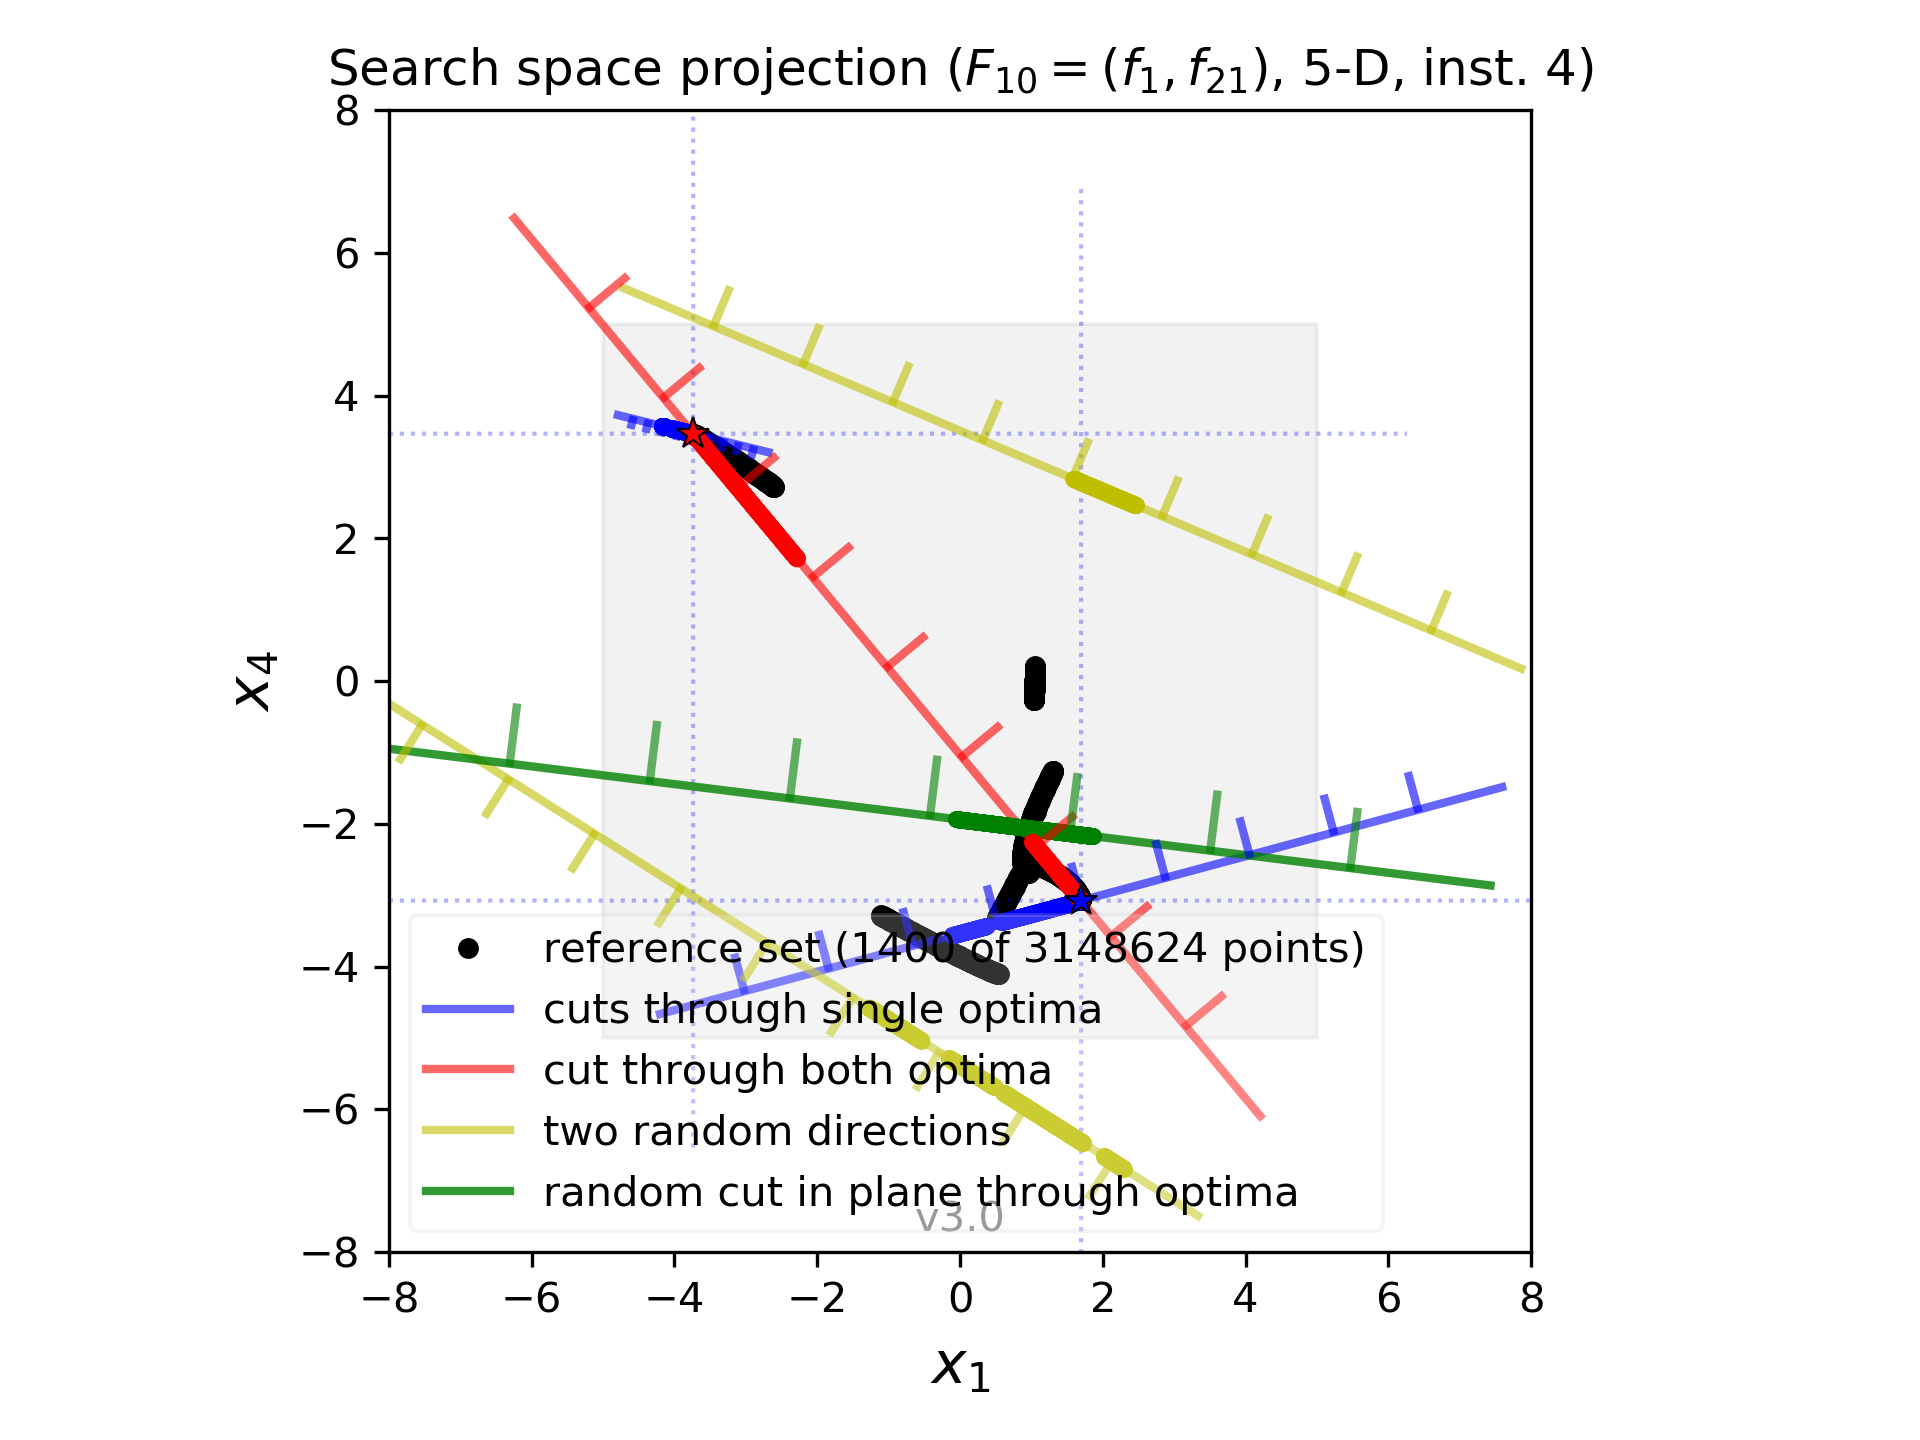 Search space projection (F10 = (f1, f21), 5-D, inst. 4)
8
6
4
2
0
−2
−4
−6
−8
x4
reference set (1400 of 3148624 points)
cuts through single optima
cut through both optima
two random directions
random cut in plane through optima
v3.0
−8 −6 −4 −2 0 2 4 6 8
x1